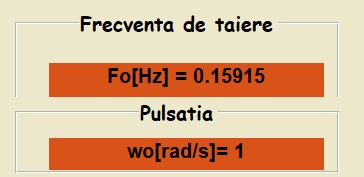 Frecventa de taiere
Fo[Hz] = 0.15915
Pulsatia
wo[rad/s]= 1